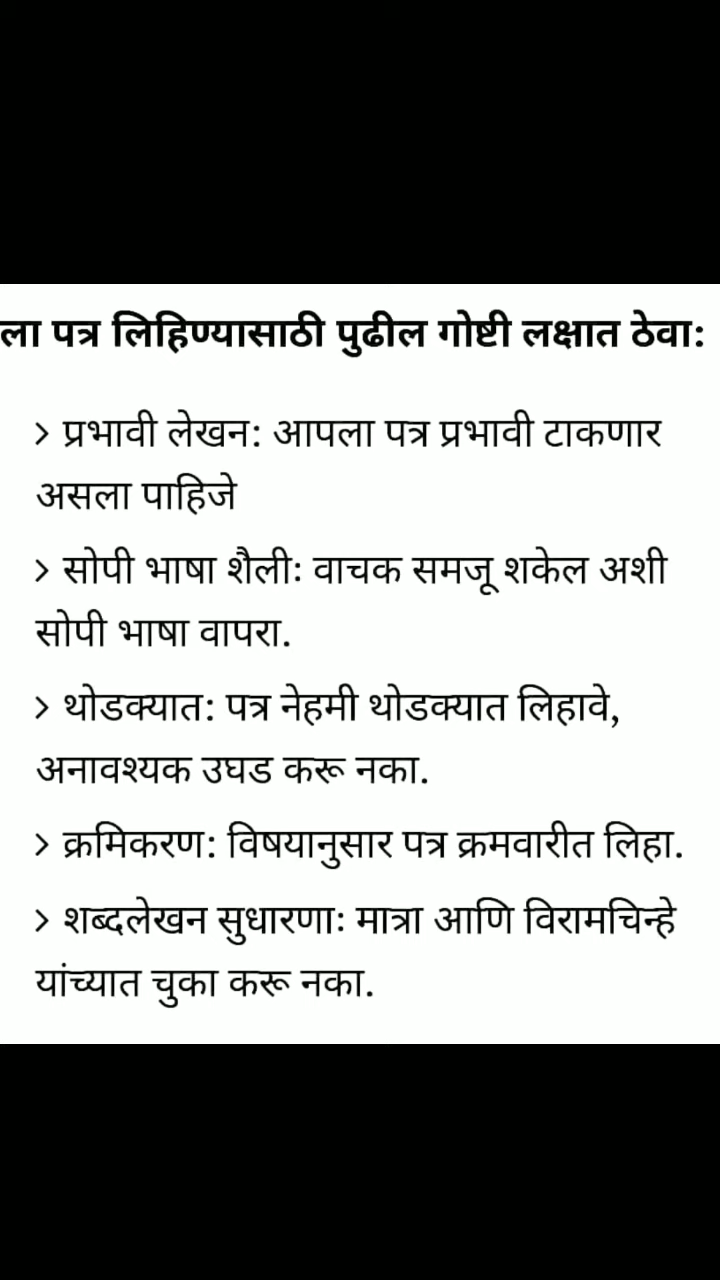 ला पत्र लिहिण्यासाठी पुढील गोष्टी लक्षात ठेवा:
> प्रभावी लेखन: आपला पत्र प्रभावी टाकणार
असला पाहिजे
> सोपी भाषा शैली: वाचक समजू शकेल अशी
सोपी भाषा वापरा.
> थोडक्यात: पत्र नेहमी थोडक्यात लिहावे,
अनावश्यक उघड करू नका.
> क्रमिकरण: विषयानुसार पत्र क्रमवारीत लिहा.
> शब्दलेखन सुधारणा: मात्रा आणि विरामचिन्हे
यांच्यात चुका करू नका.